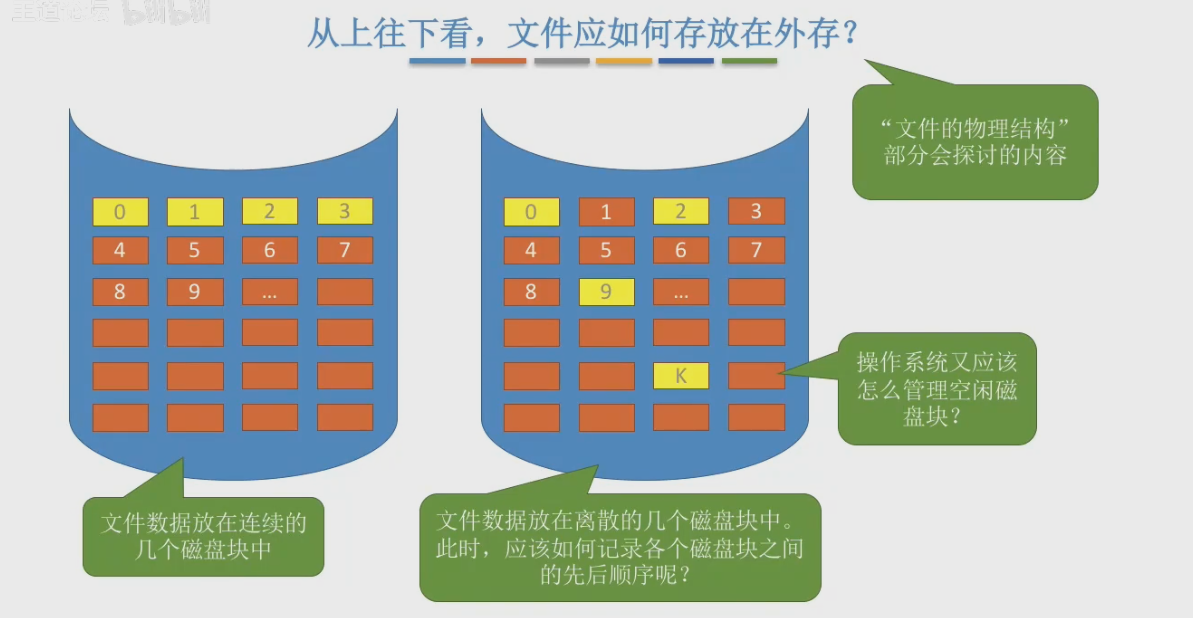 王道论坛 bilibili
从上往下看，文件应如何存放在外存？
“文件的物理结构”
部分会探讨的内容
0 1 2 3
4 5 6 7
8 9 ...
0 1 2 3
4 5 6 7
8 9 ...
K
操作系统又应该
怎么管理空闲磁
盘块？
文件数据放在连续的
几个磁盘块中
文件数据放在离散的几个磁盘块中。
此时，应该如何记录各个磁盘块之间
的先后顺序呢？